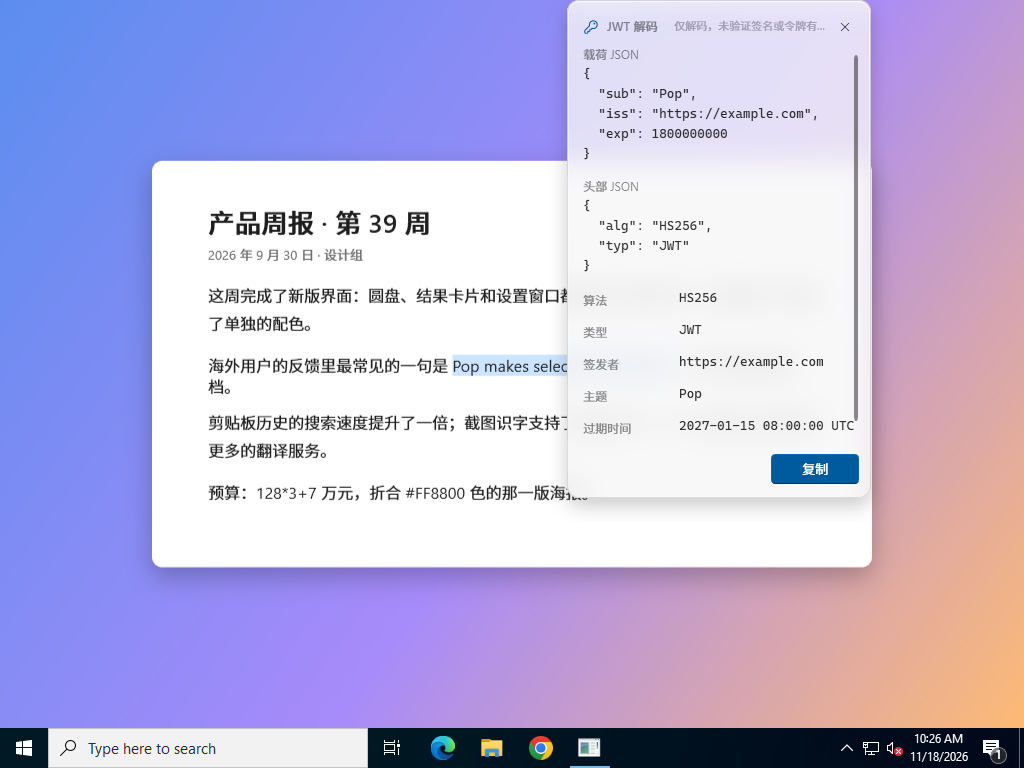 JWT 解码 仅解码，未验证签名或令牌有...
载荷 JSON
{
  "sub": "Pop",
  "iss": "https://example.com",
  "exp": 1800000000
}
头部 JSON
{
  "alg": "HS256",
  "typ": "JWT"
}
算法 HS256
类型 JWT
签发者 https://example.com
主题 Pop
过期时间 2027-01-15 08:00:00 UTC
复制
产品周报 · 第 39 周
2026 年 9 月 30 日 · 设计组
这周完成了新版界面：圆盘、结果卡片和设置窗口
了单独的配色。
海外用户的反馈里最常见的一句是 Pop makes selec
档。
剪贴板历史的搜索速度提升了一倍；截图识字支持了
更多的翻译服务。
预算：128*3+7 万元，折合 #FF8800 色的那一版海报。
Type here to search
10:26 AM
11/18/2026
1